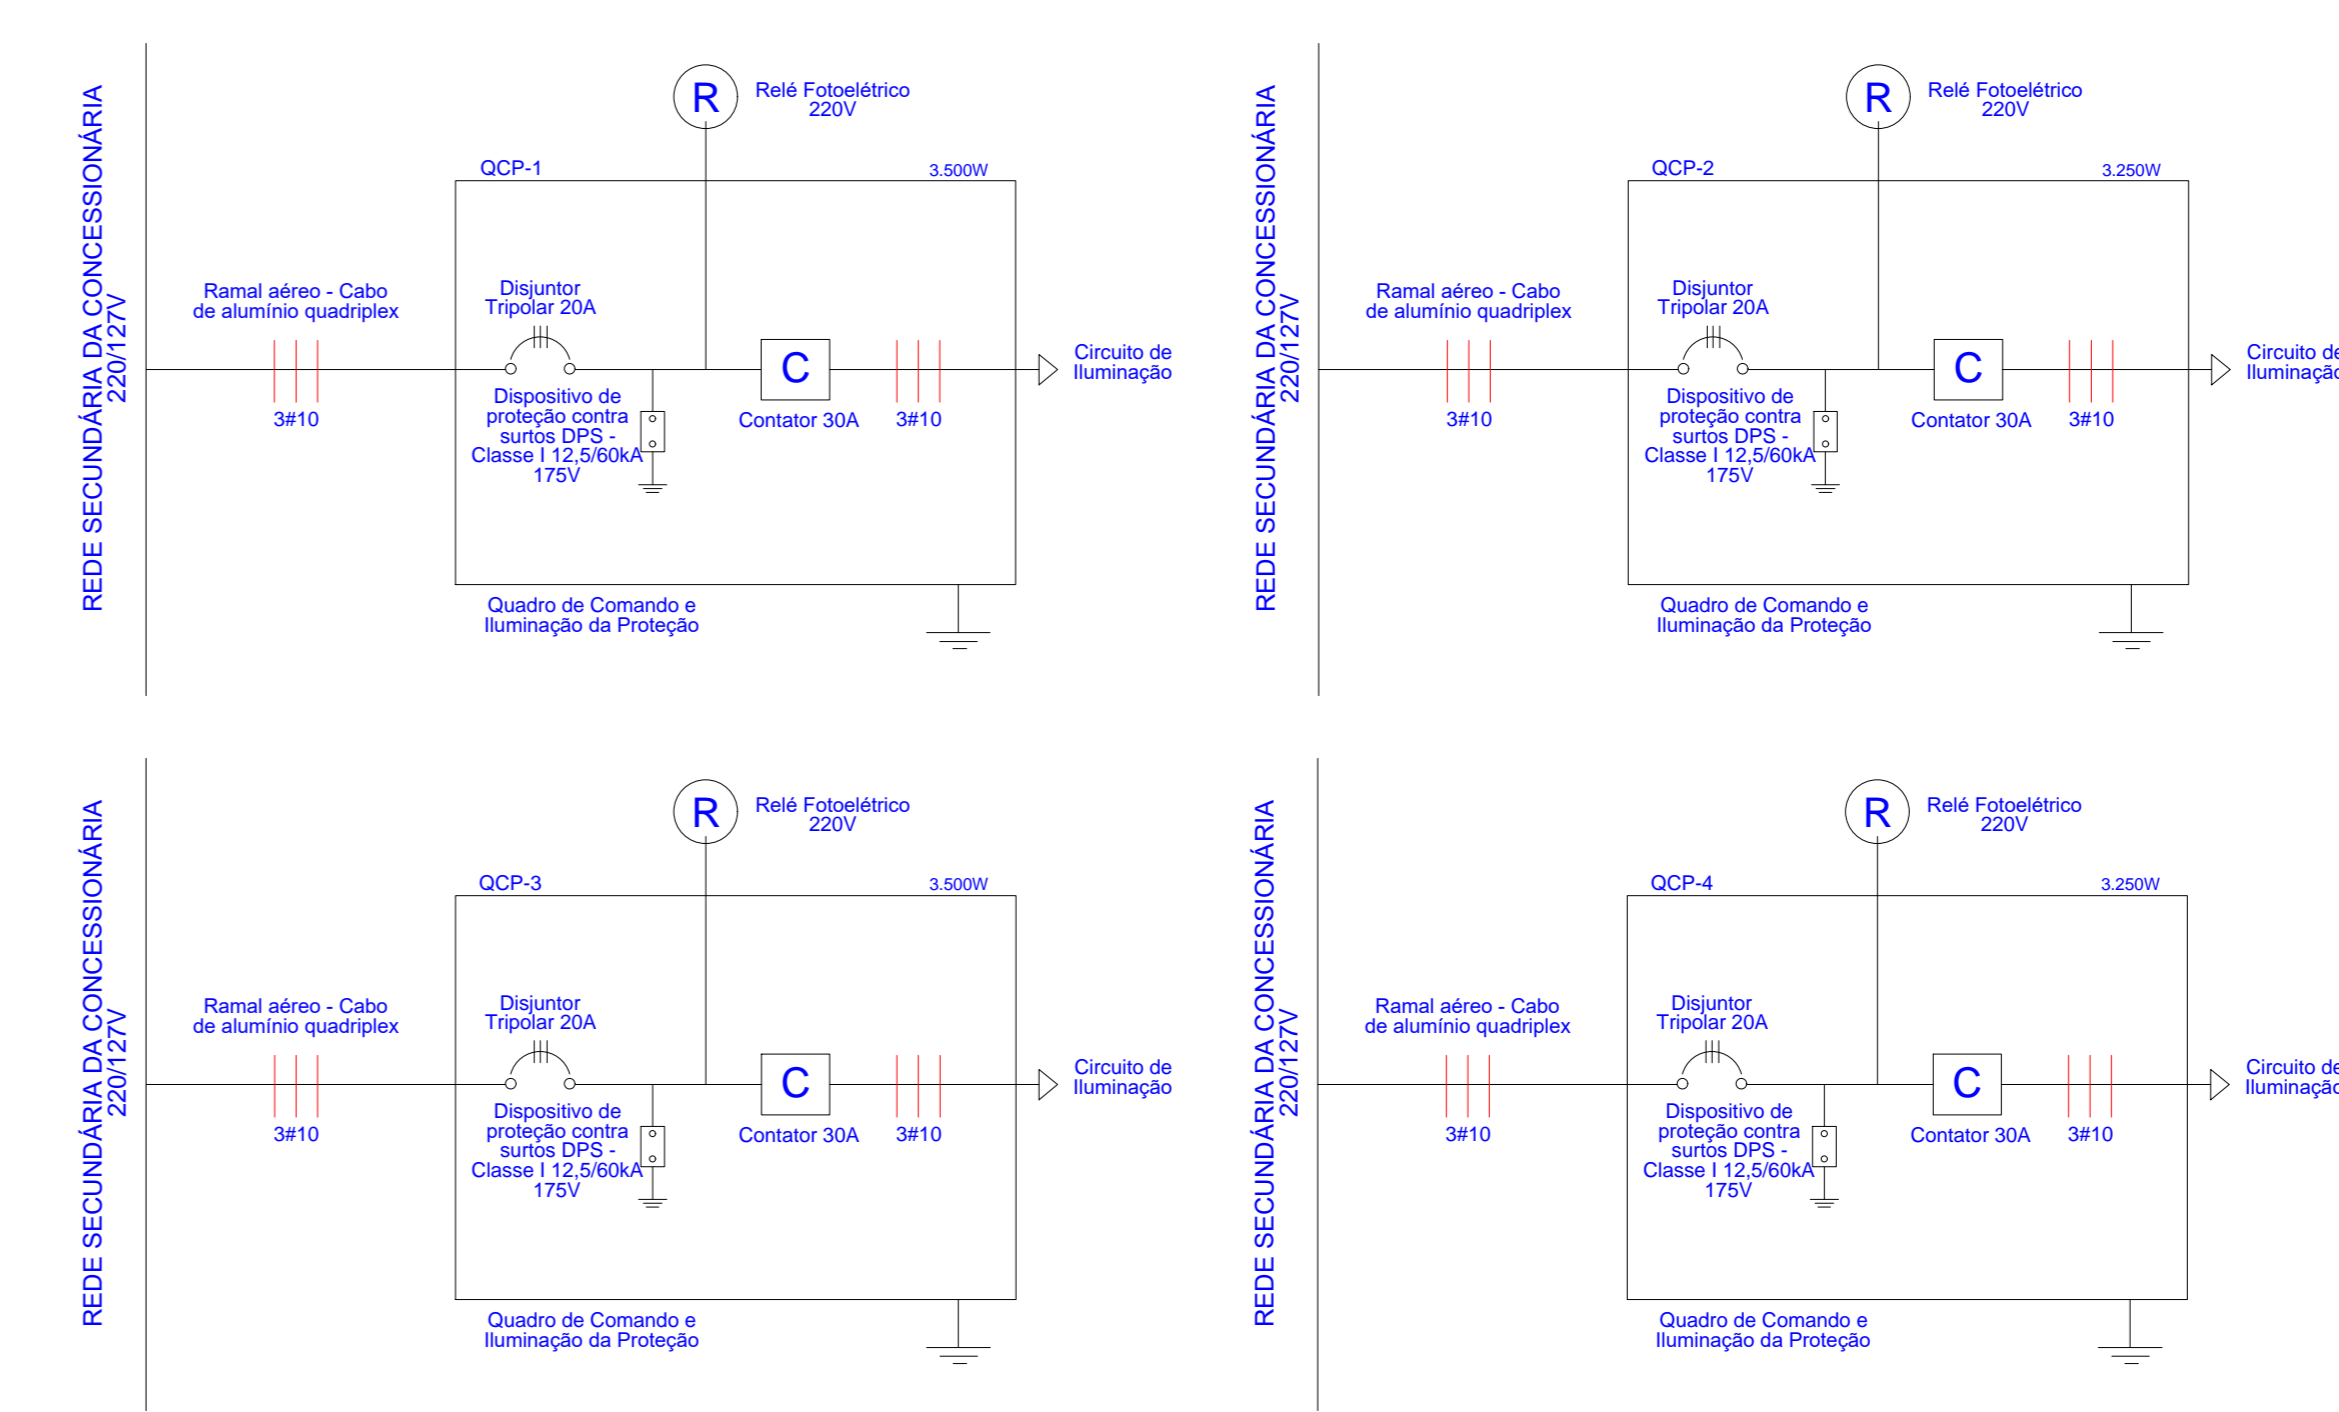 REDE SECUNDÁRIA DA CONCESSIONÁRIA
220/127V
Ramal aéreo - Cabo
de alumínio quadriplex
3#10
QCP-1
3.500W
R
Relé Fotoelétrico
220V
Disjuntor
Tripolar 20A
Dispositivo de
proteção contra
surtos DPS -
Classe I 12,5/60kA
175V
C
Contator 30A
3#10
Circuito de
Iluminação
Quadro de Comando e
Iluminação da Proteção
REDE SECUNDÁRIA DA CONCESSIONÁRIA
220/127V
Ramal aéreo - Cabo
de alumínio quadriplex
3#10
QCP-2
3.250W
R
Relé Fotoelétrico
220V
Disjuntor
Tripolar 20A
Dispositivo de
proteção contra
surtos DPS -
Classe I 12,5/60kA
175V
C
Contator 30A
3#10
Circuito de
Iluminação
Quadro de Comando e
Iluminação da Proteção
REDE SECUNDÁRIA DA CONCESSIONÁRIA
220/127V
Ramal aéreo - Cabo
de alumínio quadriplex
3#10
QCP-3
3.500W
R
Relé Fotoelétrico
220V
Disjuntor
Tripolar 20A
Dispositivo de
proteção contra
surtos DPS -
Classe I 12,5/60kA
175V
C
Contator 30A
3#10
Circuito de
Iluminação
Quadro de Comando e
Iluminação da Proteção
REDE SECUNDÁRIA DA CONCESSIONÁRIA
220/127V
Ramal aéreo - Cabo
de alumínio quadriplex
3#10
QCP-4
3.250W
R
Relé Fotoelétrico
220V
Disjuntor
Tripolar 20A
Dispositivo de
proteção contra
surtos DPS -
Classe I 12,5/60kA
175V
C
Contator 30A
3#10
Circuito de
Iluminação
Quadro de Comando e
Iluminação da Proteção